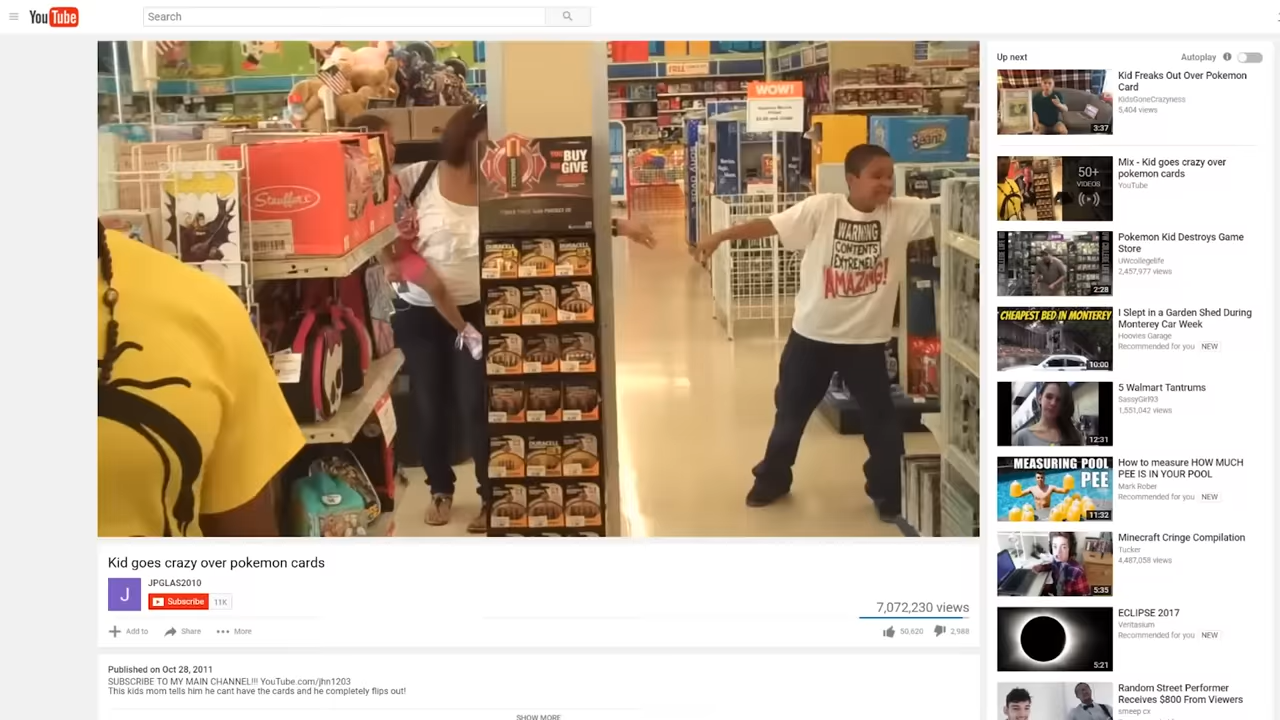 YouTube
Search
FREE
WOW!
BUY
GIVE
Stauffer's
DURACELL
WARNING
CONTENTS
EXTREMELY
AMAZING!
Kid goes crazy over pokemon cards
J
JPGLAS2010
Subscribe 11K
7,072,230 views
Add to Share More
50,620 2,988
Published on Oct 28, 2011
SUBSCRIBE TO MY MAIN CHANNEL!!! YouTube.com/jhn1203
This kids mom tells him he cant have the cards and he completely flips out!
SHOW MORE
Up next
Autoplay
3:37
Kid Freaks Out Over Pokemon
Card
KidsGoneCrazyness
5,404 views
50+
VIDEOS
Mix - Kid goes crazy over
pokemon cards
YouTube
2:28
Pokemon Kid Destroys Game
Store
UWcollegelife
2,457,977 views
CHEAPEST BED IN MONTEREY
10:00
I Slept in a Garden Shed During
Monterey Car Week
Hoovies Garage
Recommended for you NEW
12:31
5 Walmart Tantrums
SassyGirl93
1,551,042 views
MEASURING POOL
PEE
11:32
How to measure HOW MUCH
PEE IS IN YOUR POOL
Mark Rober
Recommended for you NEW
5:35
Minecraft Cringe Compilation
Tucker
4,487,058 views
5:21
ECLIPSE 2017
Veritasium
Recommended for you NEW
Random Street Performer
Receives $800 From Viewers
smeep cx